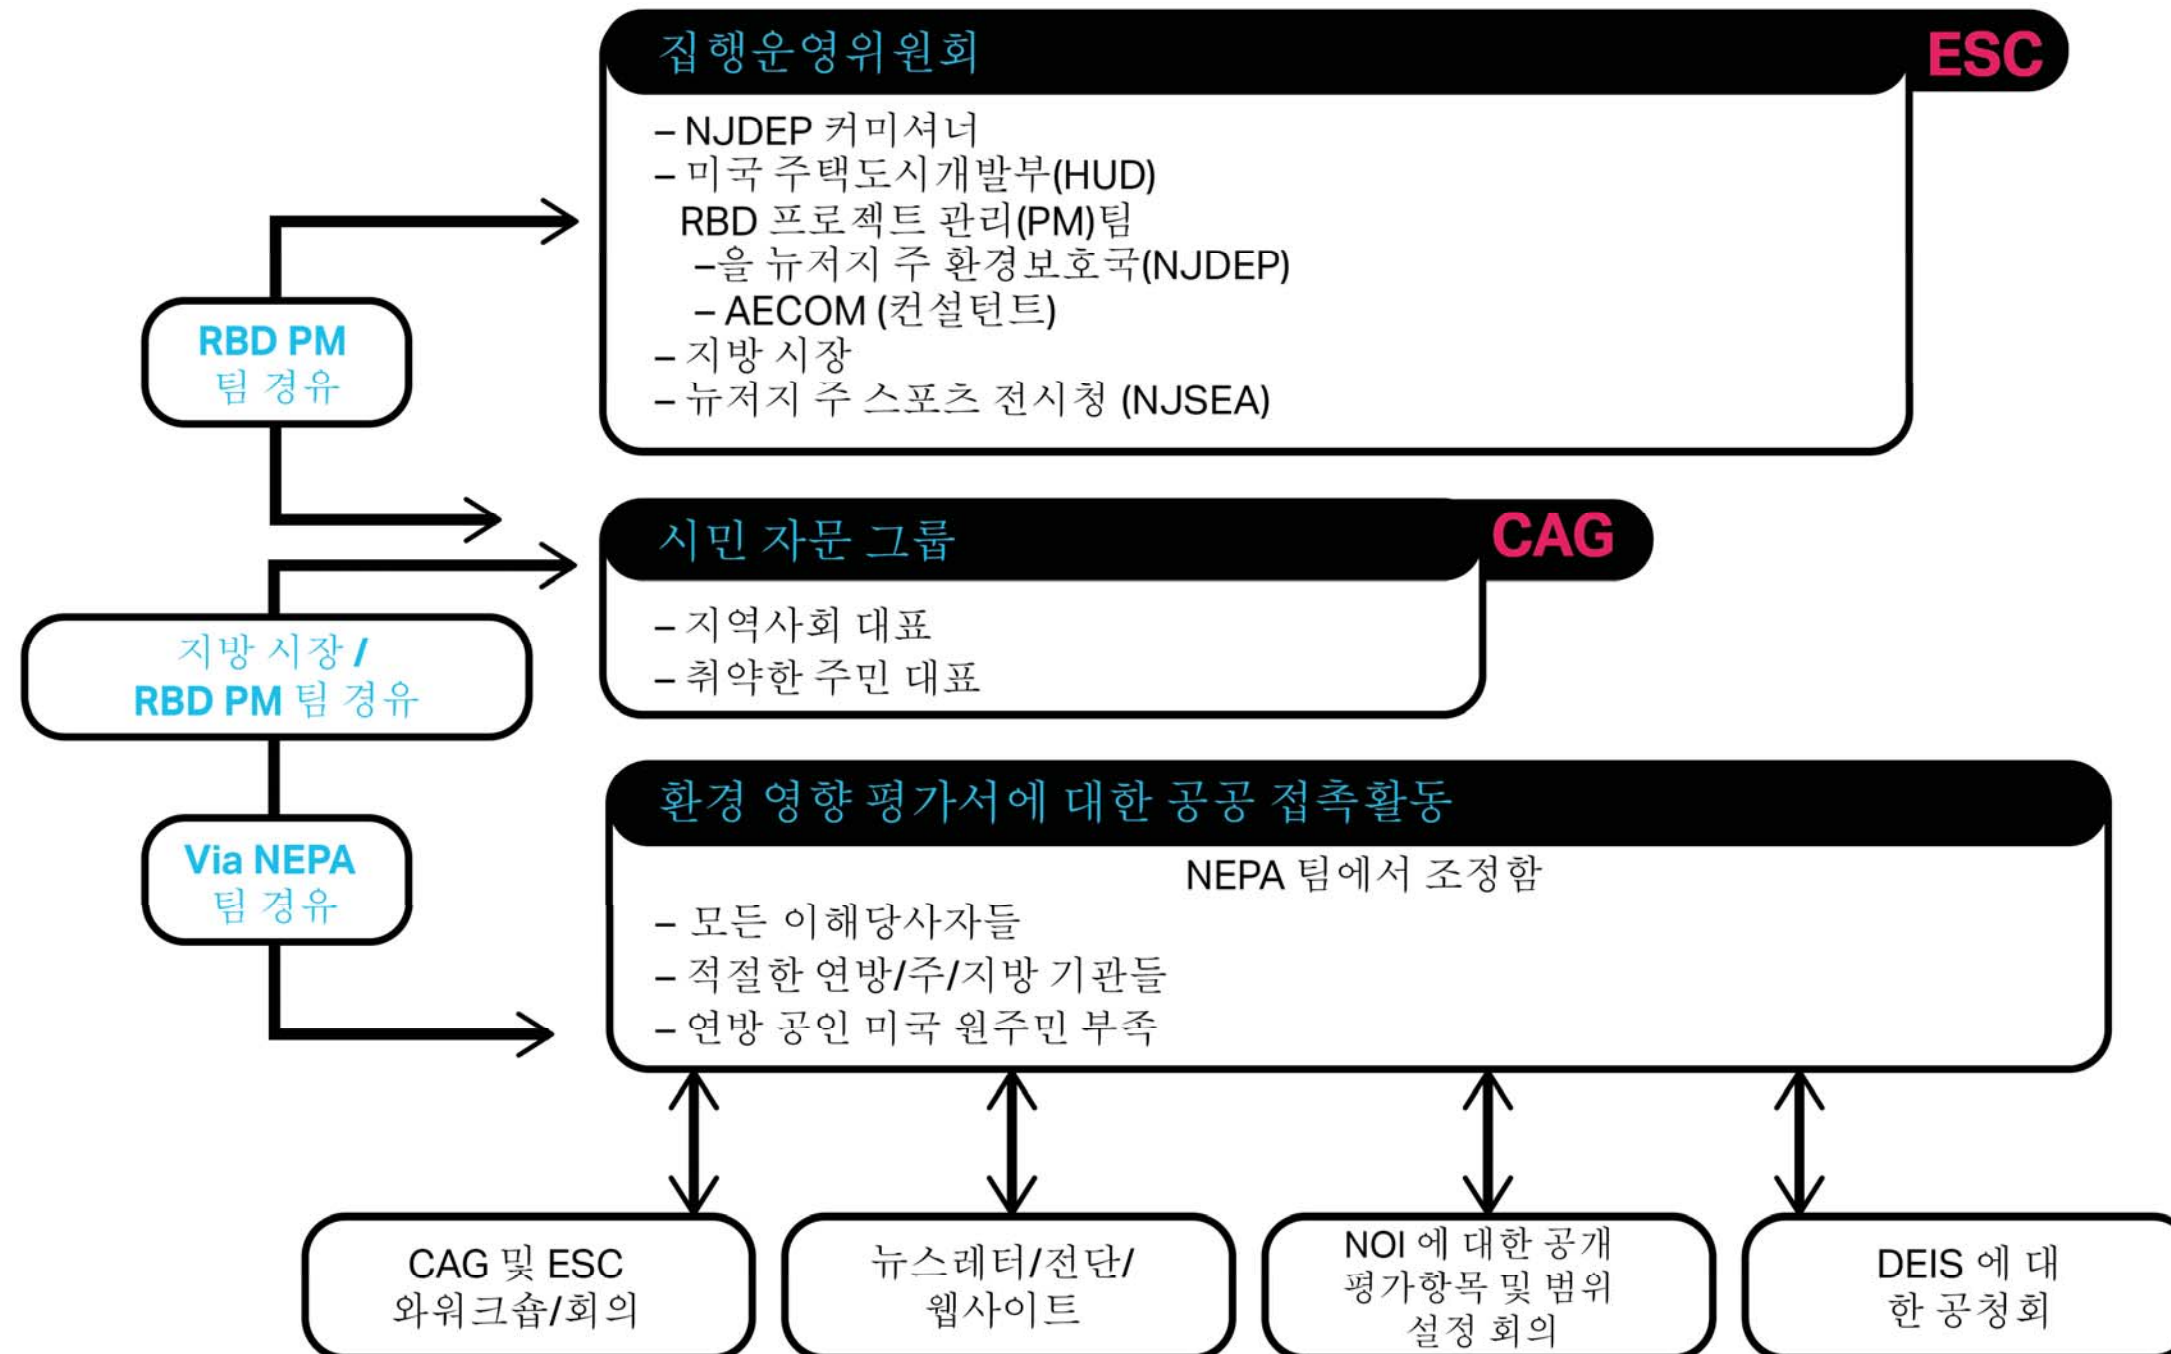 집행운영위원회
ESC
– NJDEP 커미셔너
– 미국 주택도시개발부(HUD)
RBD 프로젝트 관리(PM)팀
–을 뉴저지 주 환경보호국(NJDEP)
– AECOM (컨설턴트)
– 지방 시장
– 뉴저지 주 스포츠 전시청 (NJSEA)
RBD PM
팀 경유
시민 자문 그룹
CAG
– 지역사회 대표
– 취약한 주민 대표
지방 시장 /
RBD PM 팀 경유
환경 영향 평가서에 대한 공공 접촉활동
NEPA 팀에서 조정함
– 모든 이해당사자들
– 적절한 연방/주/지방 기관들
– 연방 공인 미국 원주민 부족
Via NEPA
팀 경유
CAG 및 ESC
와워크숍/회의
뉴스레터/전단/
웹사이트
NOI 에 대한 공개
평가항목 및 범위
설정 회의
DEIS 에 대
한 공청회